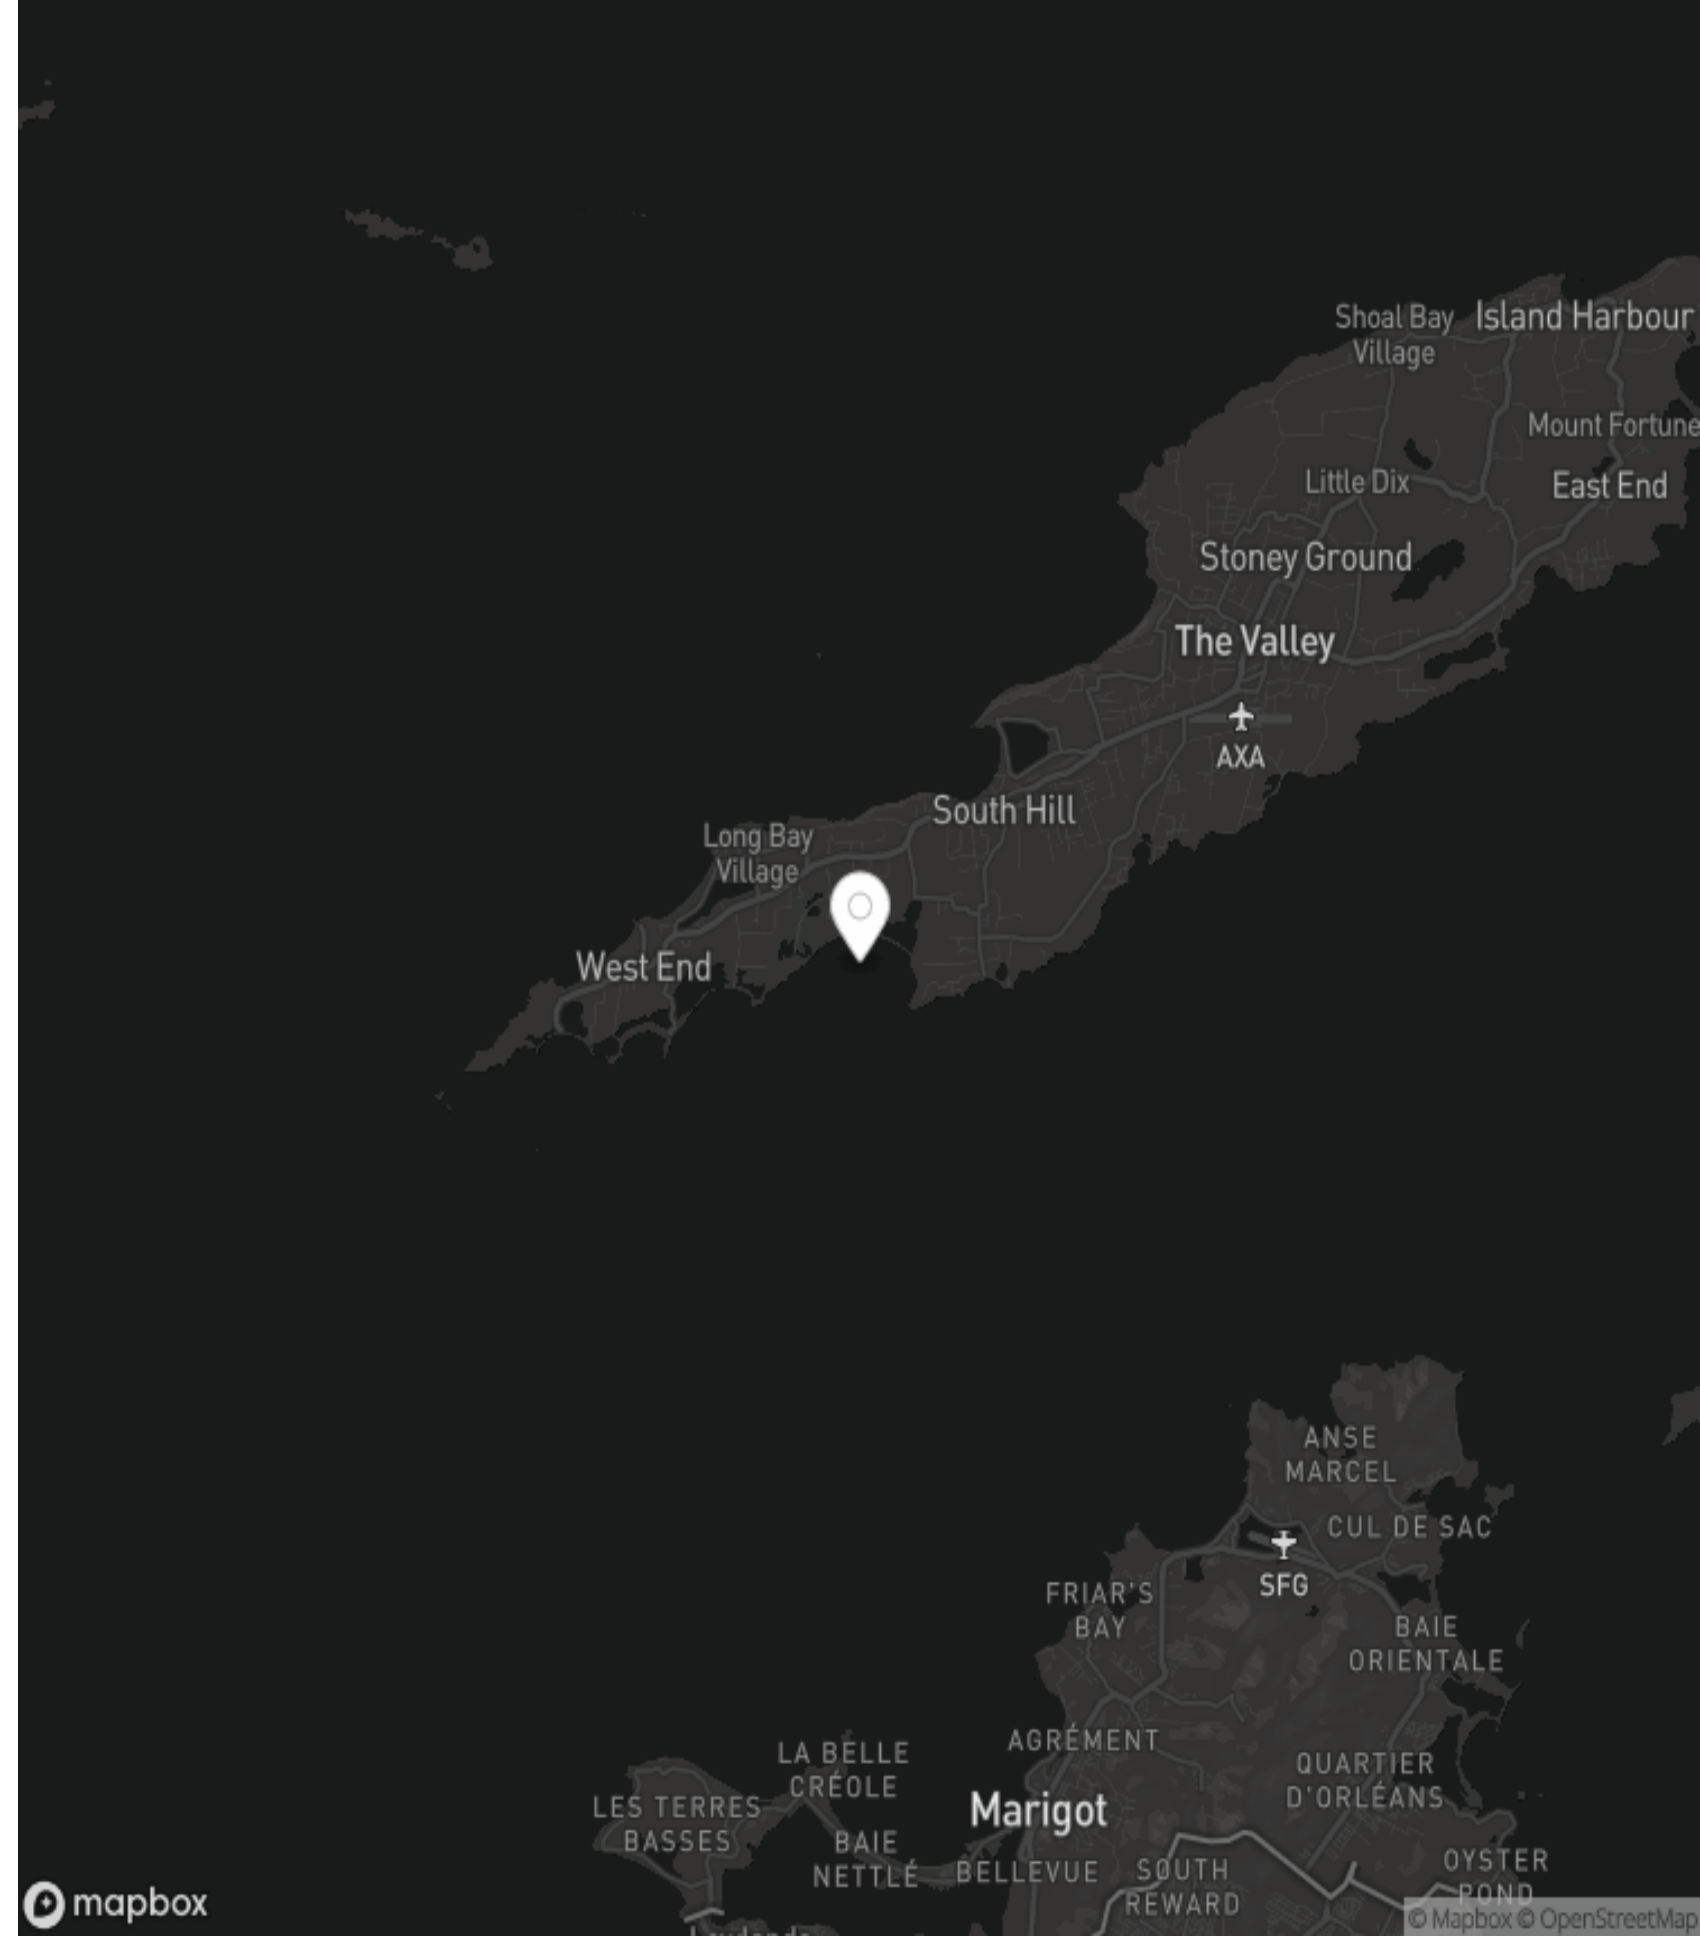 Shoal Bay
Village
Island Harbour
Mount Fortune
Little Dix
East End
Stoney Ground
The Valley
AXA
South Hill
Long Bay
Village
West End
ANSE
MARCEL
CUL DE SAC
SFG
FRIAR'S
BAY
BAIE
ORIENTALE
AGRÉMENT
LA BELLE
CRÉOLE
QUARTIER
D'ORLÉANS
LES TERRES
BASSES
Marigot
BAIE
NETTLÉ
BELLEVUE
SOUTH
REWARD
OYSTER
POND
mapbox
© Mapbox © OpenStreetMap